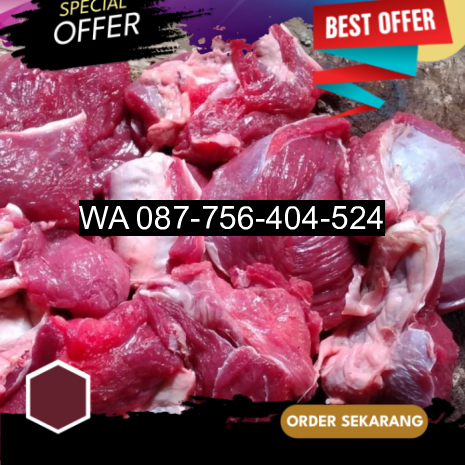 SPECIAL
OFFER
BEST OFFER
WA 087-756-404-524
ORDER SEKARANG